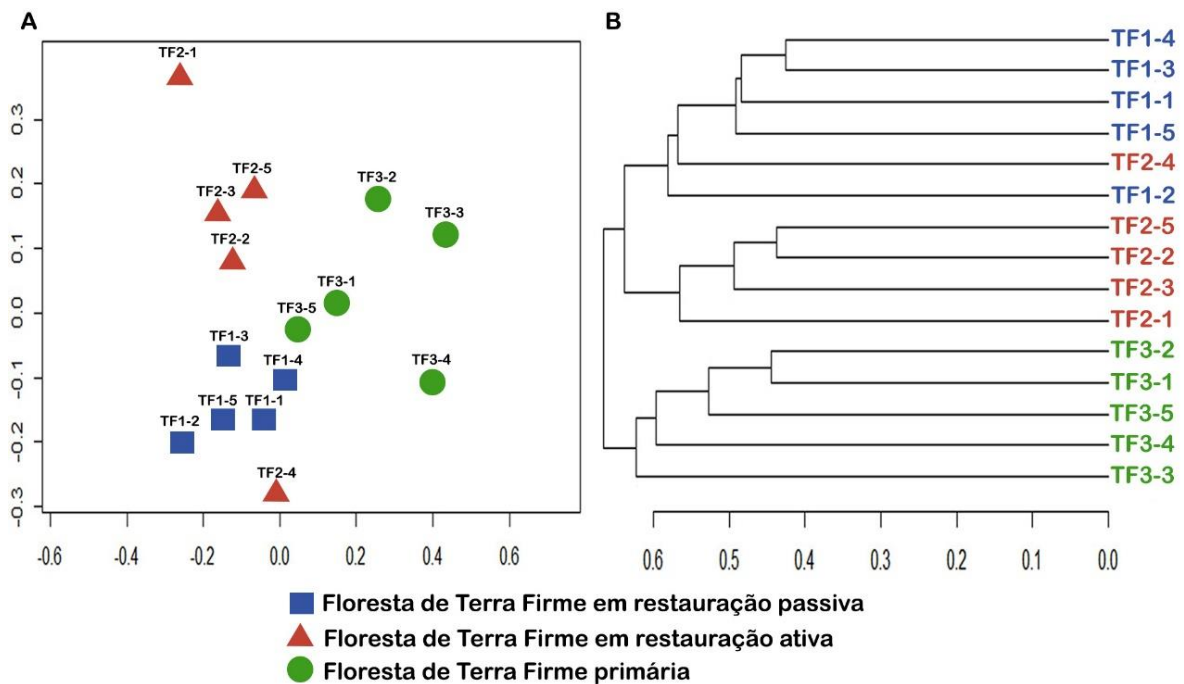 A
TF2-1
TF2-5
TF2-3
TF2-2
TF3-2
TF3-3
TF3-1
TF3-5
TF1-3
TF1-4
TF3-4
TF1-5
TF1-1
TF1-2
TF2-4
0.3
0.2
0.1
0.0
-0.1
-0.2
-0.3
-0.6 -0.4 -0.2 0.0 0.2 0.4 0.6
B
TF1-4
TF1-3
TF1-1
TF1-5
TF2-4
TF1-2
TF2-5
TF2-2
TF2-3
TF2-1
TF3-2
TF3-1
TF3-5
TF3-4
TF3-3
0.6 0.5 0.4 0.3 0.2 0.1 0.0
Floresta de Terra Firme em restauração passiva
Floresta de Terra Firme em restauração ativa
Floresta de Terra Firme primária